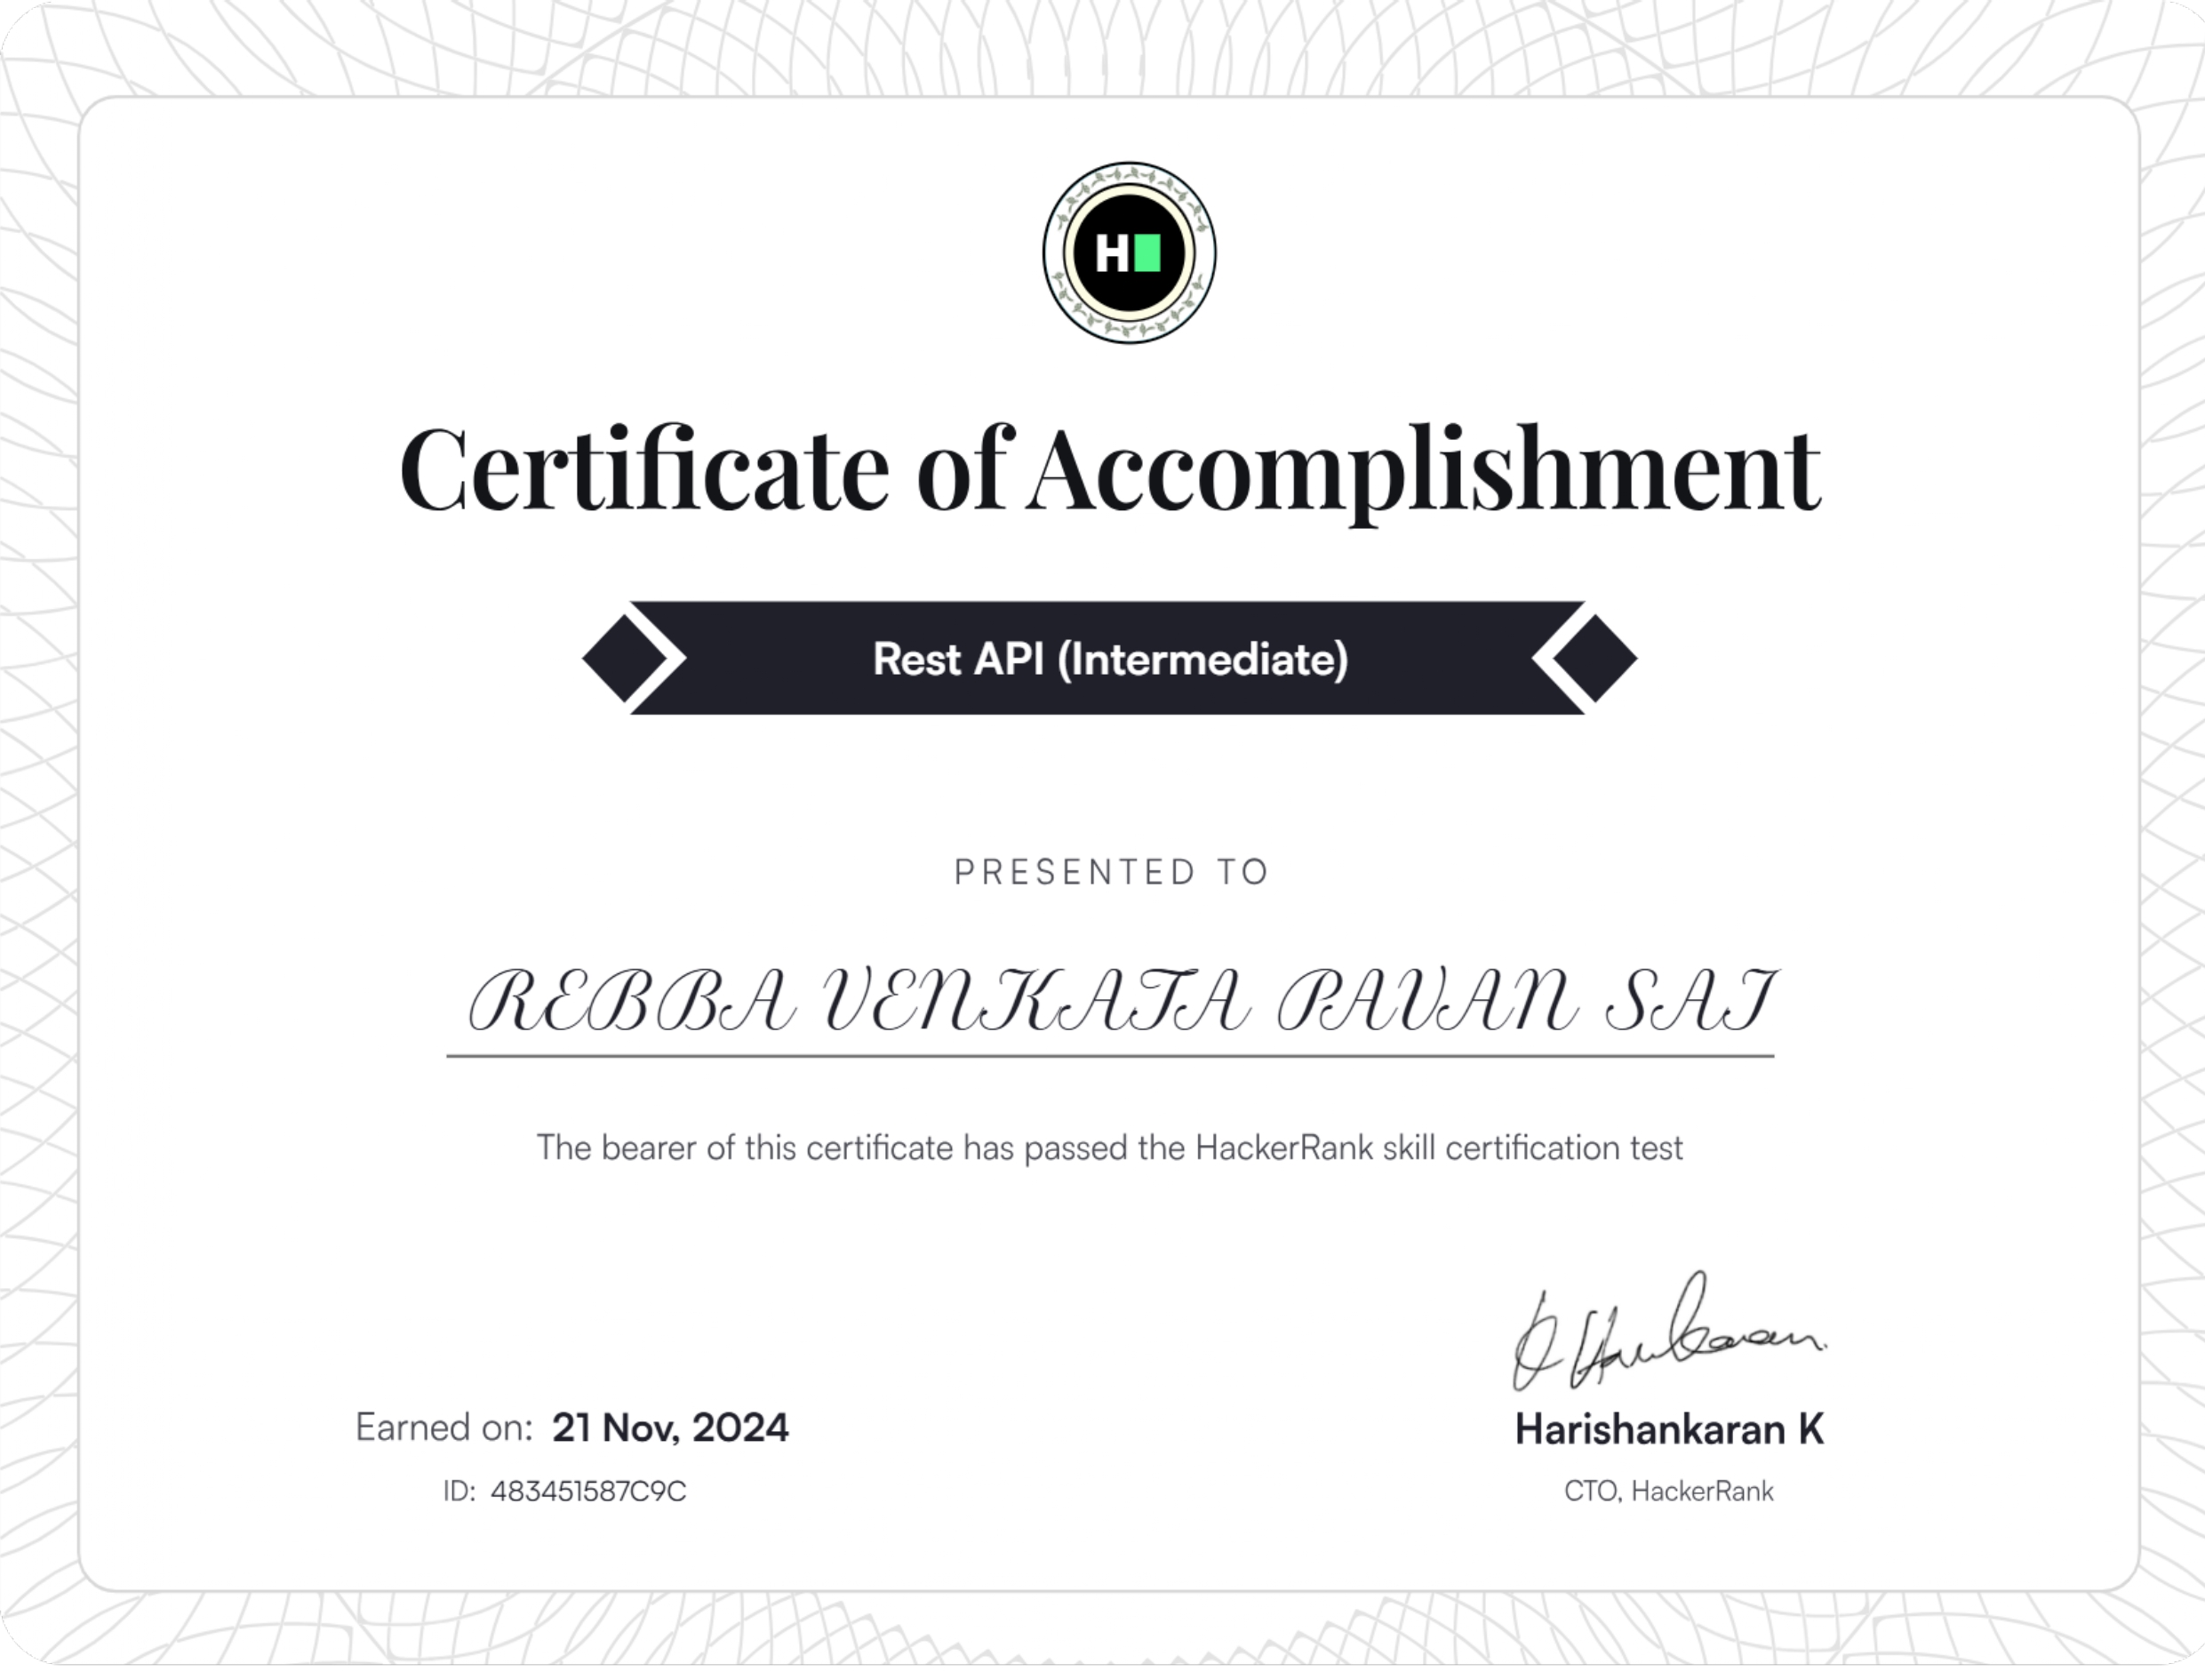 H
Certificate of Accomplishment
Rest API (Intermediate)
PRESENTED TO
REBBA VENKATA PAVAN SAI
The bearer of this certificate has passed the HackerRank skill certification test
Earned on: 21 Nov, 2024
ID: 483451587C9C
Harishankaran K
CTO, HackerRank